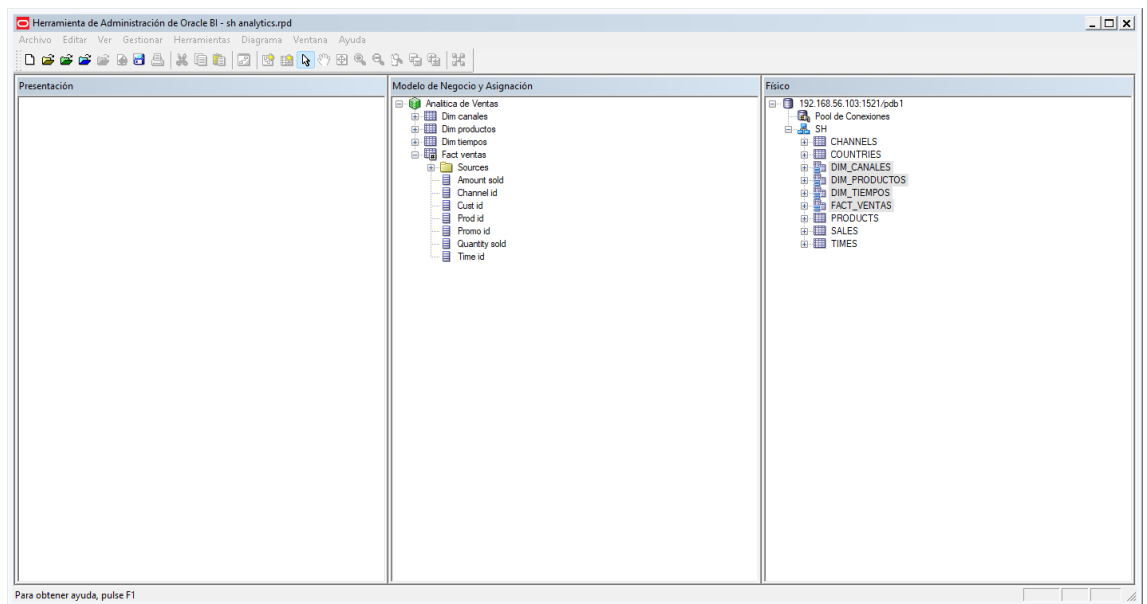 Herramienta de Administración de Oracle BI - sh analytics.rpd
Archivo Editar Ver Gestionar Herramientas Diagrama Ventana Ayuda
Presentación
Modelo de Negocio y Asignación
Analitica de Ventas
Dim canales
Dim productos
Dim tiempos
Fact ventas
Sources
Amount sold
Channel id
Cust id
Prod id
Promo id
Quantity sold
Time id
Físico
192.168.56.103:1521/pdb1
Pool de Conexiones
SH
CHANNELS
COUNTRIES
DIM_CANALES
DIM_PRODUCTOS
DIM_TIEMPOS
FACT_VENTAS
PRODUCTS
SALES
TIMES
Para obtener ayuda, pulse F1